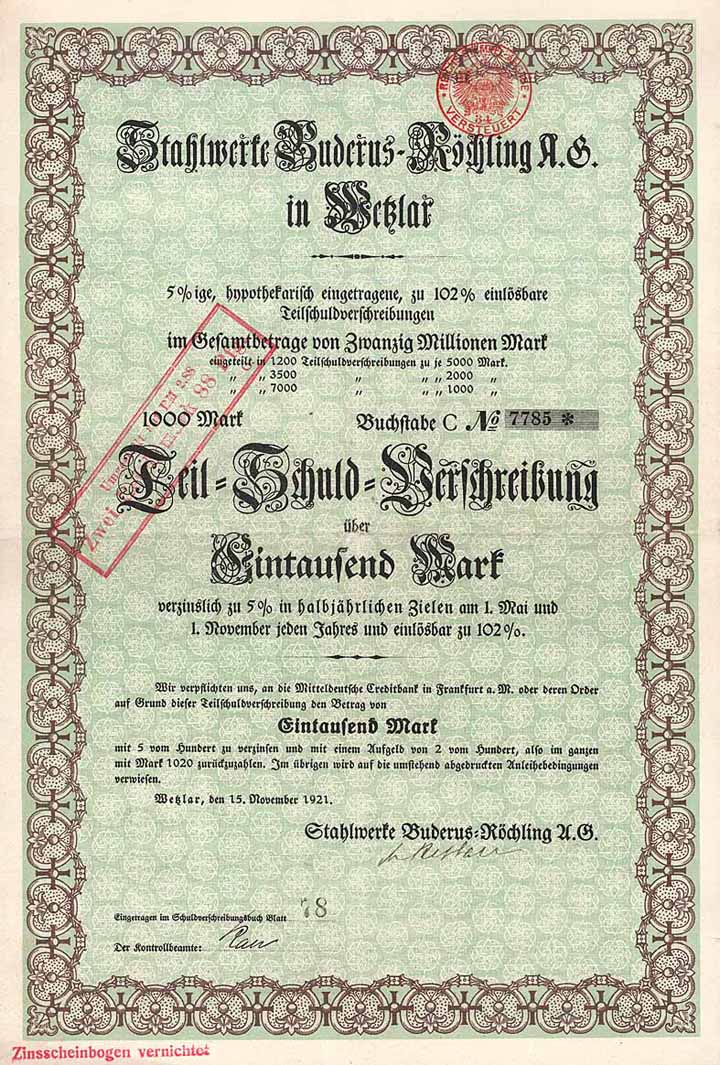 VERSTEUERT
34
Stahlwerke Buderus-Röchling A.G.
in Wetzlar
5%ige, hypothekarisch eingetragene, zu 102% einlösbare
Teilschuldverschreibungen
im Gesamtbetrage von Zwanzig Millionen Mark
eingeteilt in 1200 Teilschuldverschreibungen zu je 5000 Mark.
„ „ 3500 „ „ „ 2000 „
„ „ 7000 „ „ „ 1000 „
1000 Mark Buchstabe C No 7785 *
Teil-Schuld-Verschreibung
über
Eintausend Mark
verzinslich zu 5% in halbjährlichen Zielen am 1. Mai und
1. November jeden Jahres und einlösbar zu 102%.
Wir verpflichten uns, an die Mitteldeutsche Creditbank in Frankfurt a. M. oder deren Order
auf Grund dieser Teilschuldverschreibung den Betrag von
Eintausend Mark
mit 5 vom Hundert zu verzinsen und mit einem Aufgeld von 2 vom Hundert, also im ganzen
mit Mark 1020 zurückzuzahlen. Im übrigen wird auf die umstehend abgedruckten Anleihebedingungen
verwiesen.
Wetzlar, den 15. November 1921.
Stahlwerke Buderus-Röchling A.G.
Eingetragen im Schuldverschreibungsbuch Blatt 78
Der Kontrollbeamte:
Zinsscheinbogen vernichtet